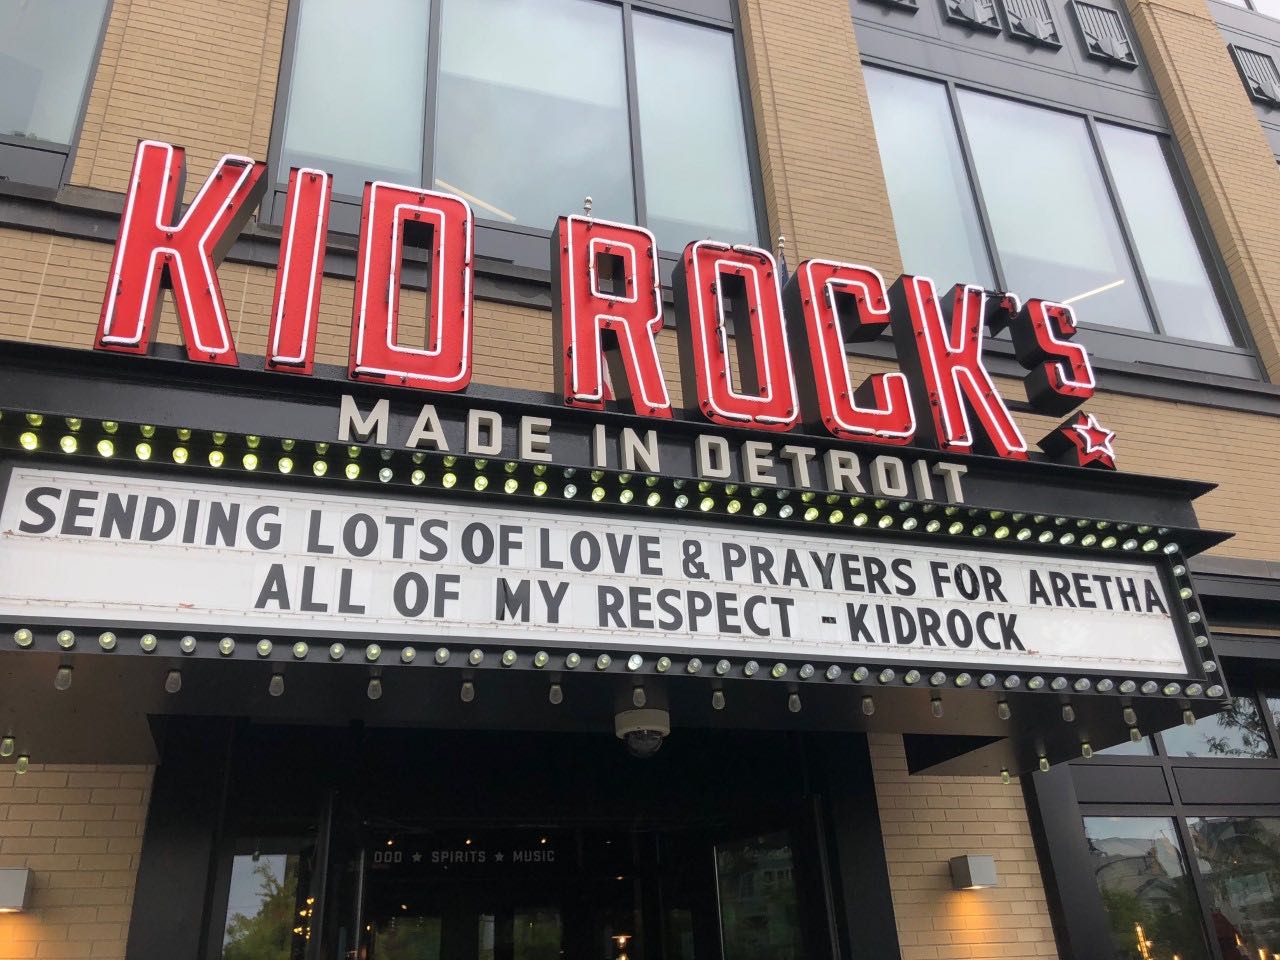 KID ROCK's
MADE IN DETROIT
SENDING LOTS OF LOVE & PRAYERS FOR ARETHA
ALL OF MY RESPECT - KIDROCK
OOD ★ SPIRITS ★ MUSIC